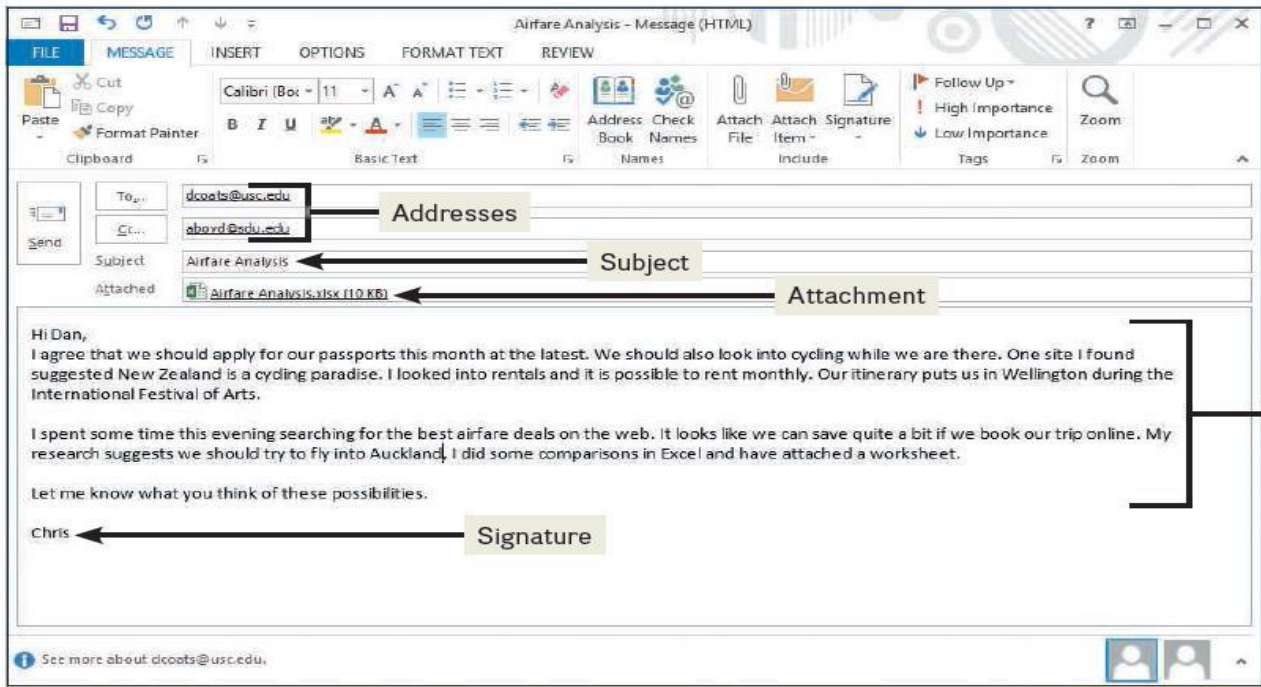 Airfare Analysis - Message (HTML)
FILE MESSAGE INSERT OPTIONS FORMAT TEXT REVIEW
Paste
Cut
Copy
Format Painter
Clipboard
Calibri (Boc 11
B I U
Basic Text
Address Book
Check Names
Names
Attach File
Attach Item
Signature
Include
Follow Up
High Importance
Low Importance
Tags
Zoom
Zoom
Send
To...
dcoats@usc.edu
Cc...
aboyd@sdu.edu
Addresses
Subject
Airfare Analysis
Subject
Attached
Airfare Analysis.xlsx (10 KB)
Attachment
Hi Dan,
I agree that we should apply for our passports this month at the latest. We should also look into cycling while we are there. One site I found
suggested New Zealand is a cycling paradise. I looked into rentals and it is possible to rent monthly. Our itinerary puts us in Wellington during the
International Festival of Arts.
I spent some time this evening searching for the best airfare deals on the web. It looks like we can save quite a bit if we book our trip online. My
research suggests we should try to fly into Auckland. I did some comparisons in Excel and have attached a worksheet.
Let me know what you think of these possibilities.
Chris
Signature
See more about dcoats@usc.edu.